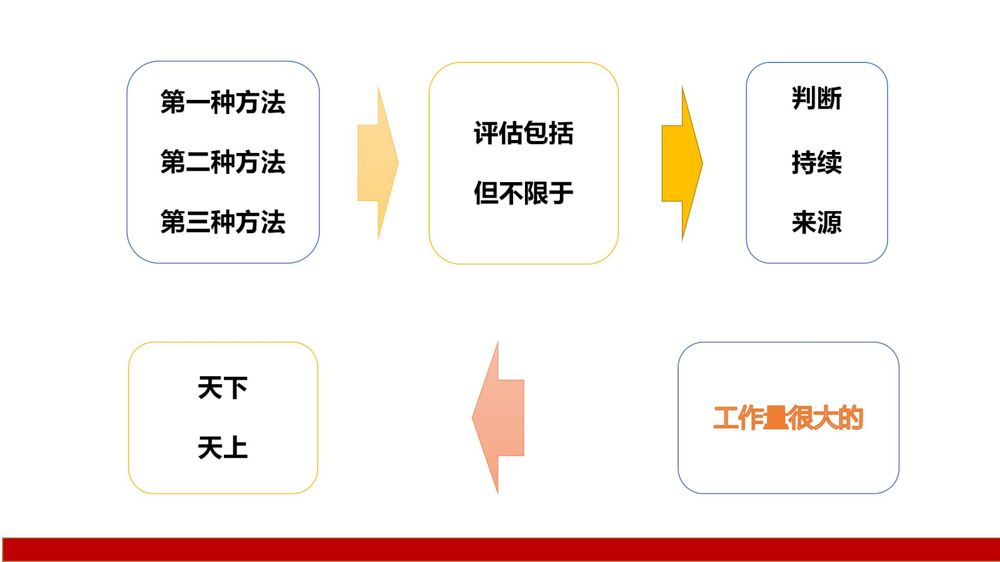 第一种方法
第二种方法
第三种方法
评估包括
但不限于
判断
持续
来源
天下
天上
工作量很大的